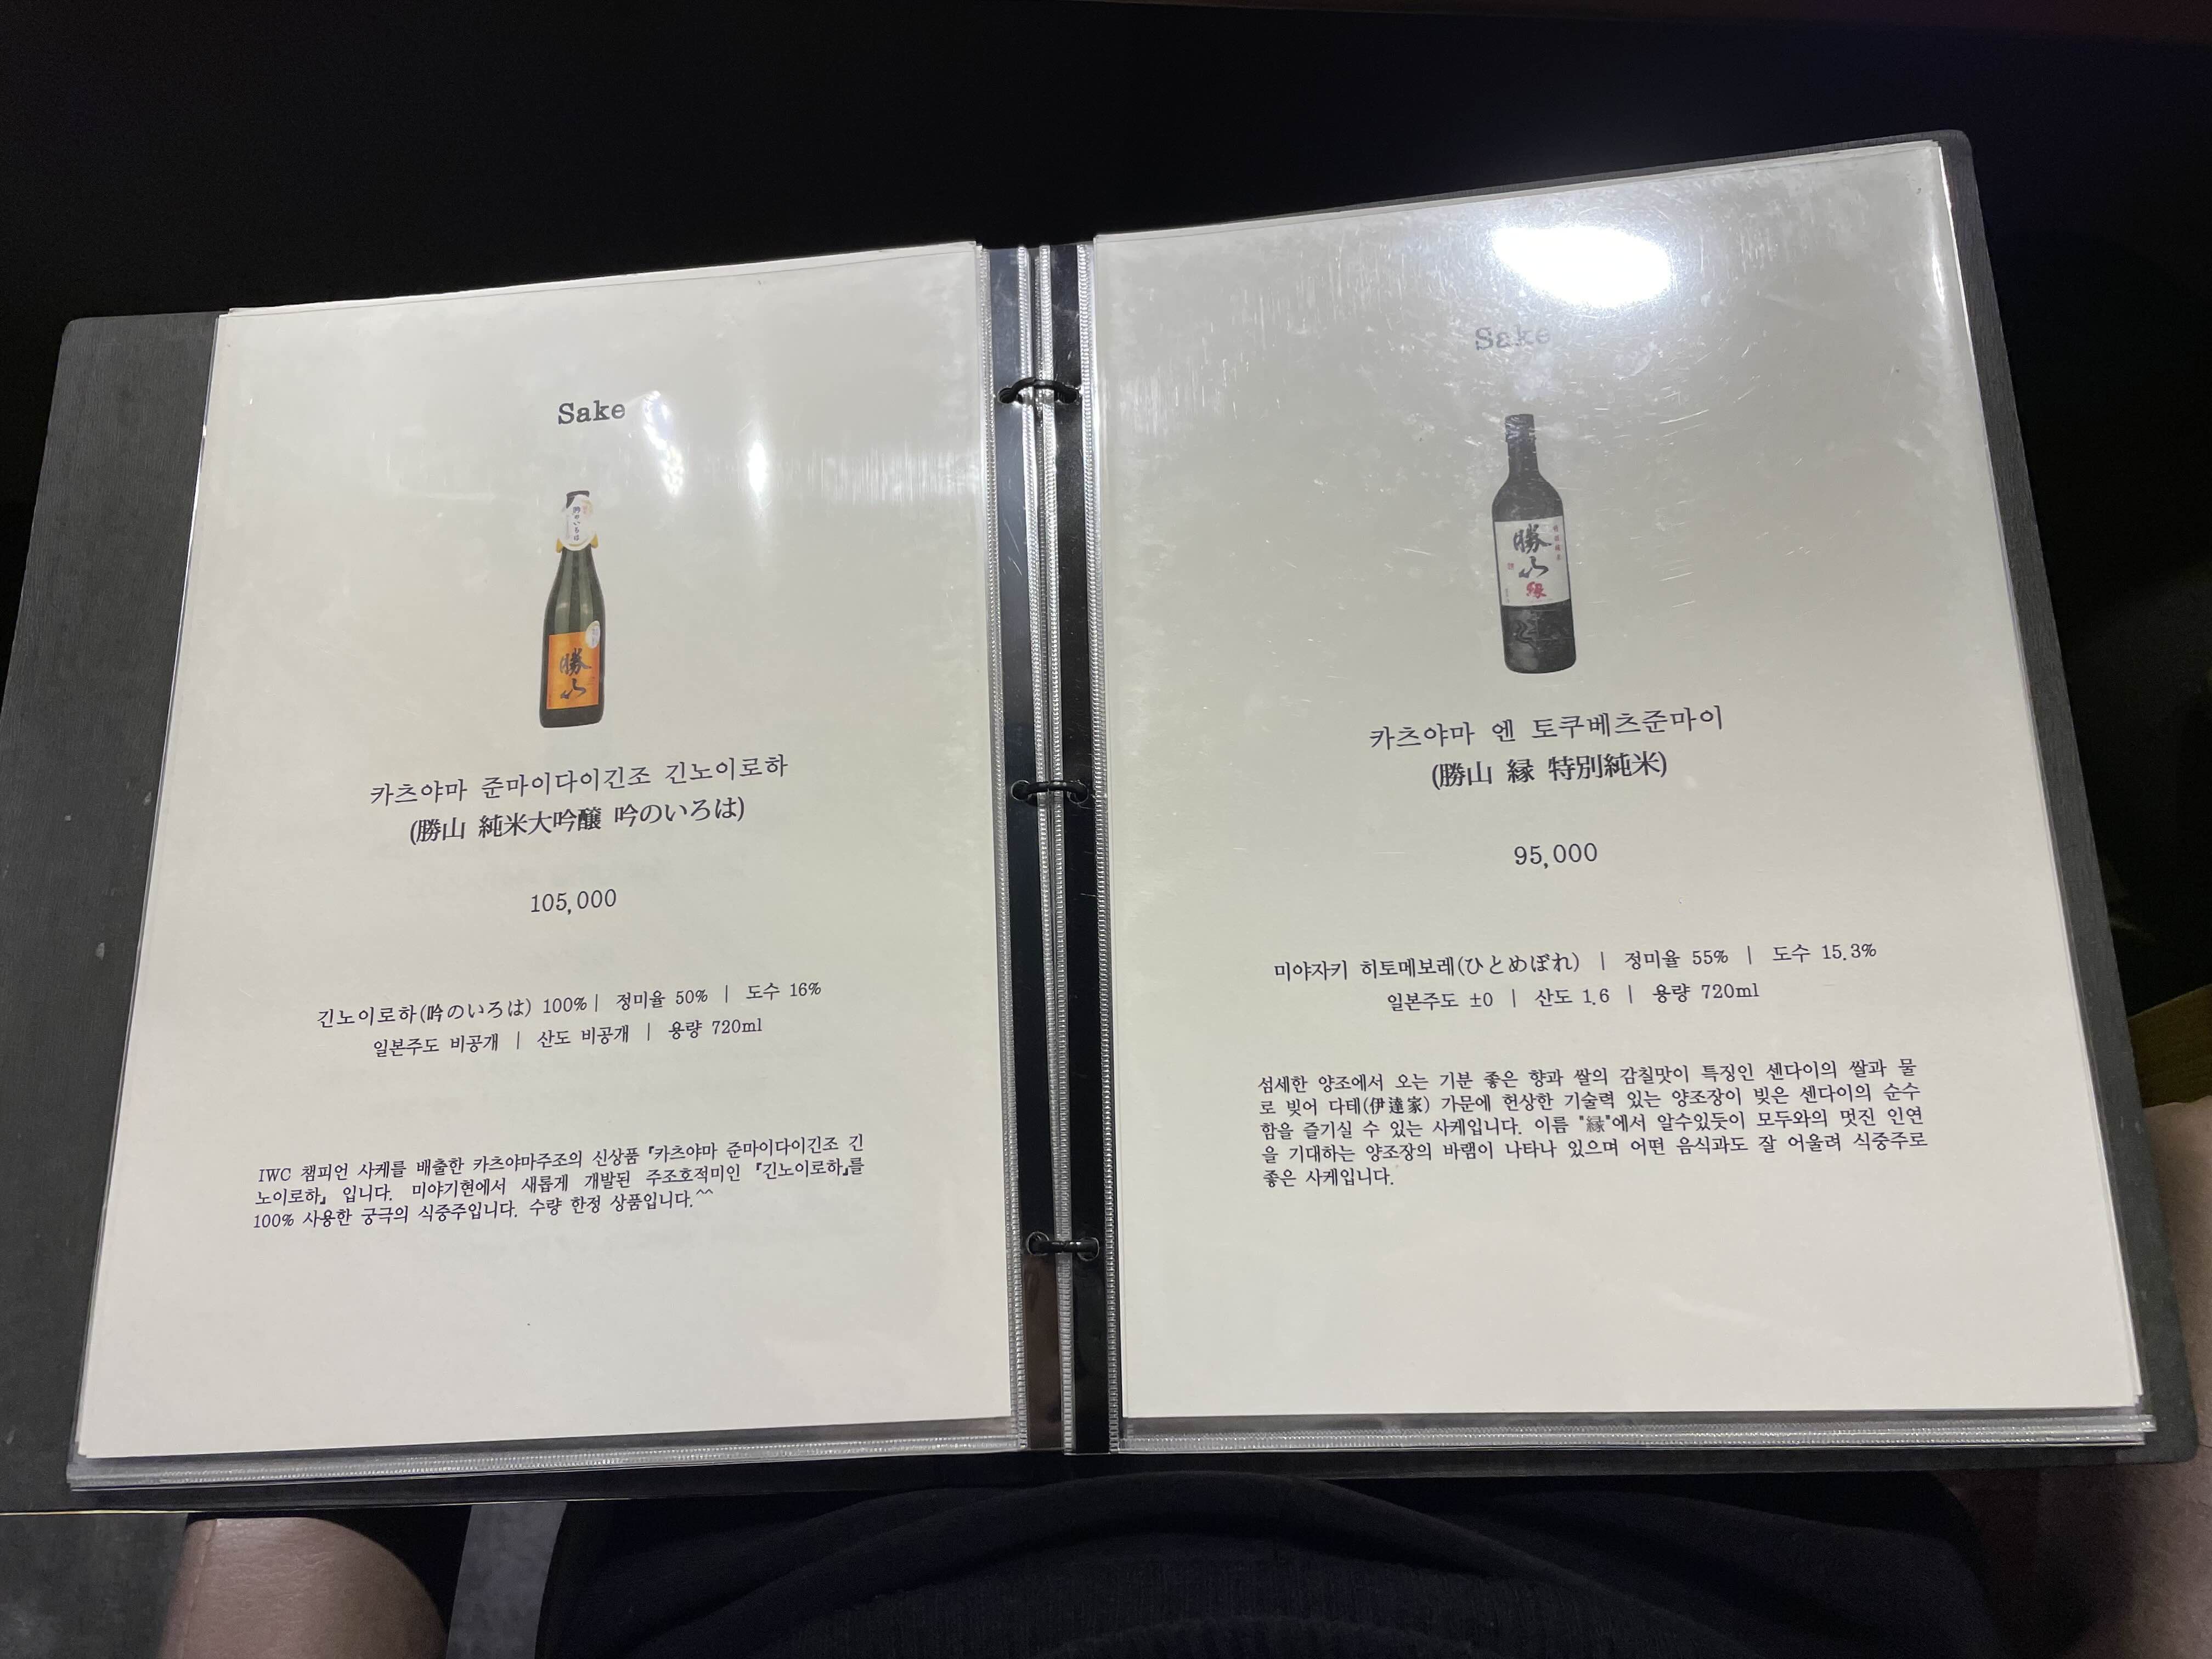 Sake
吟のいろは
勝山
카츠야마 준마이다이긴조 긴노이로하
(勝山 純米大吟醸 吟のいろは)
105,000
긴노이로하(吟のいろは) 100%| 정미율 50% | 도수 16%
일본주도 비공개 | 산도 비공개 | 용량 720ml
IWC 챔피언 사케를 배출한 카츠야마주조의 신상품 『카츠야마 준마이다이긴조 긴
노이로하』 입니다. 미야기현에서 새롭게 개발된 주조호적미인 『긴노이로하』를
100% 사용한 궁극의 식중주입니다. 수량 한정 상품입니다.^^
Sake
勝山
縁
카츠야마 엔 토쿠베츠준마이
(勝山 縁 特別純米)
95,000
미야자키 히토메보레(ひとめぼれ) | 정미율 55% | 도수 15.3%
일본주도 ±0 | 산도 1.6 | 용량 720ml
섬세한 양조에서 오는 기분 좋은 향과 쌀의 감칠맛이 특징인 센다이의 쌀과 물
로 빚어 다테(伊達家) 가문에 헌상한 기술력 있는 양조장이 빚은 센다이의 순수
함을 즐기실 수 있는 사케입니다. 이름 "縁"에서 알수있듯이 모두와의 멋진 인연
을 기대하는 양조장의 바램이 나타나 있으며 어떤 음식과도 잘 어울려 식중주로
좋은 사케입니다.